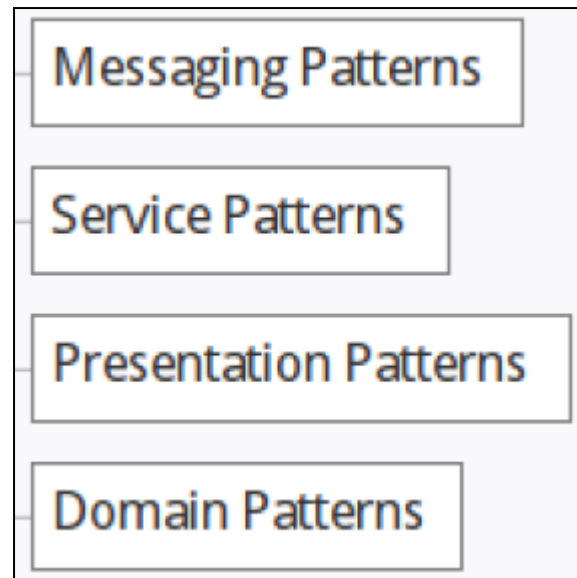 Messaging Patterns
Service Patterns
Presentation Patterns
Domain Patterns